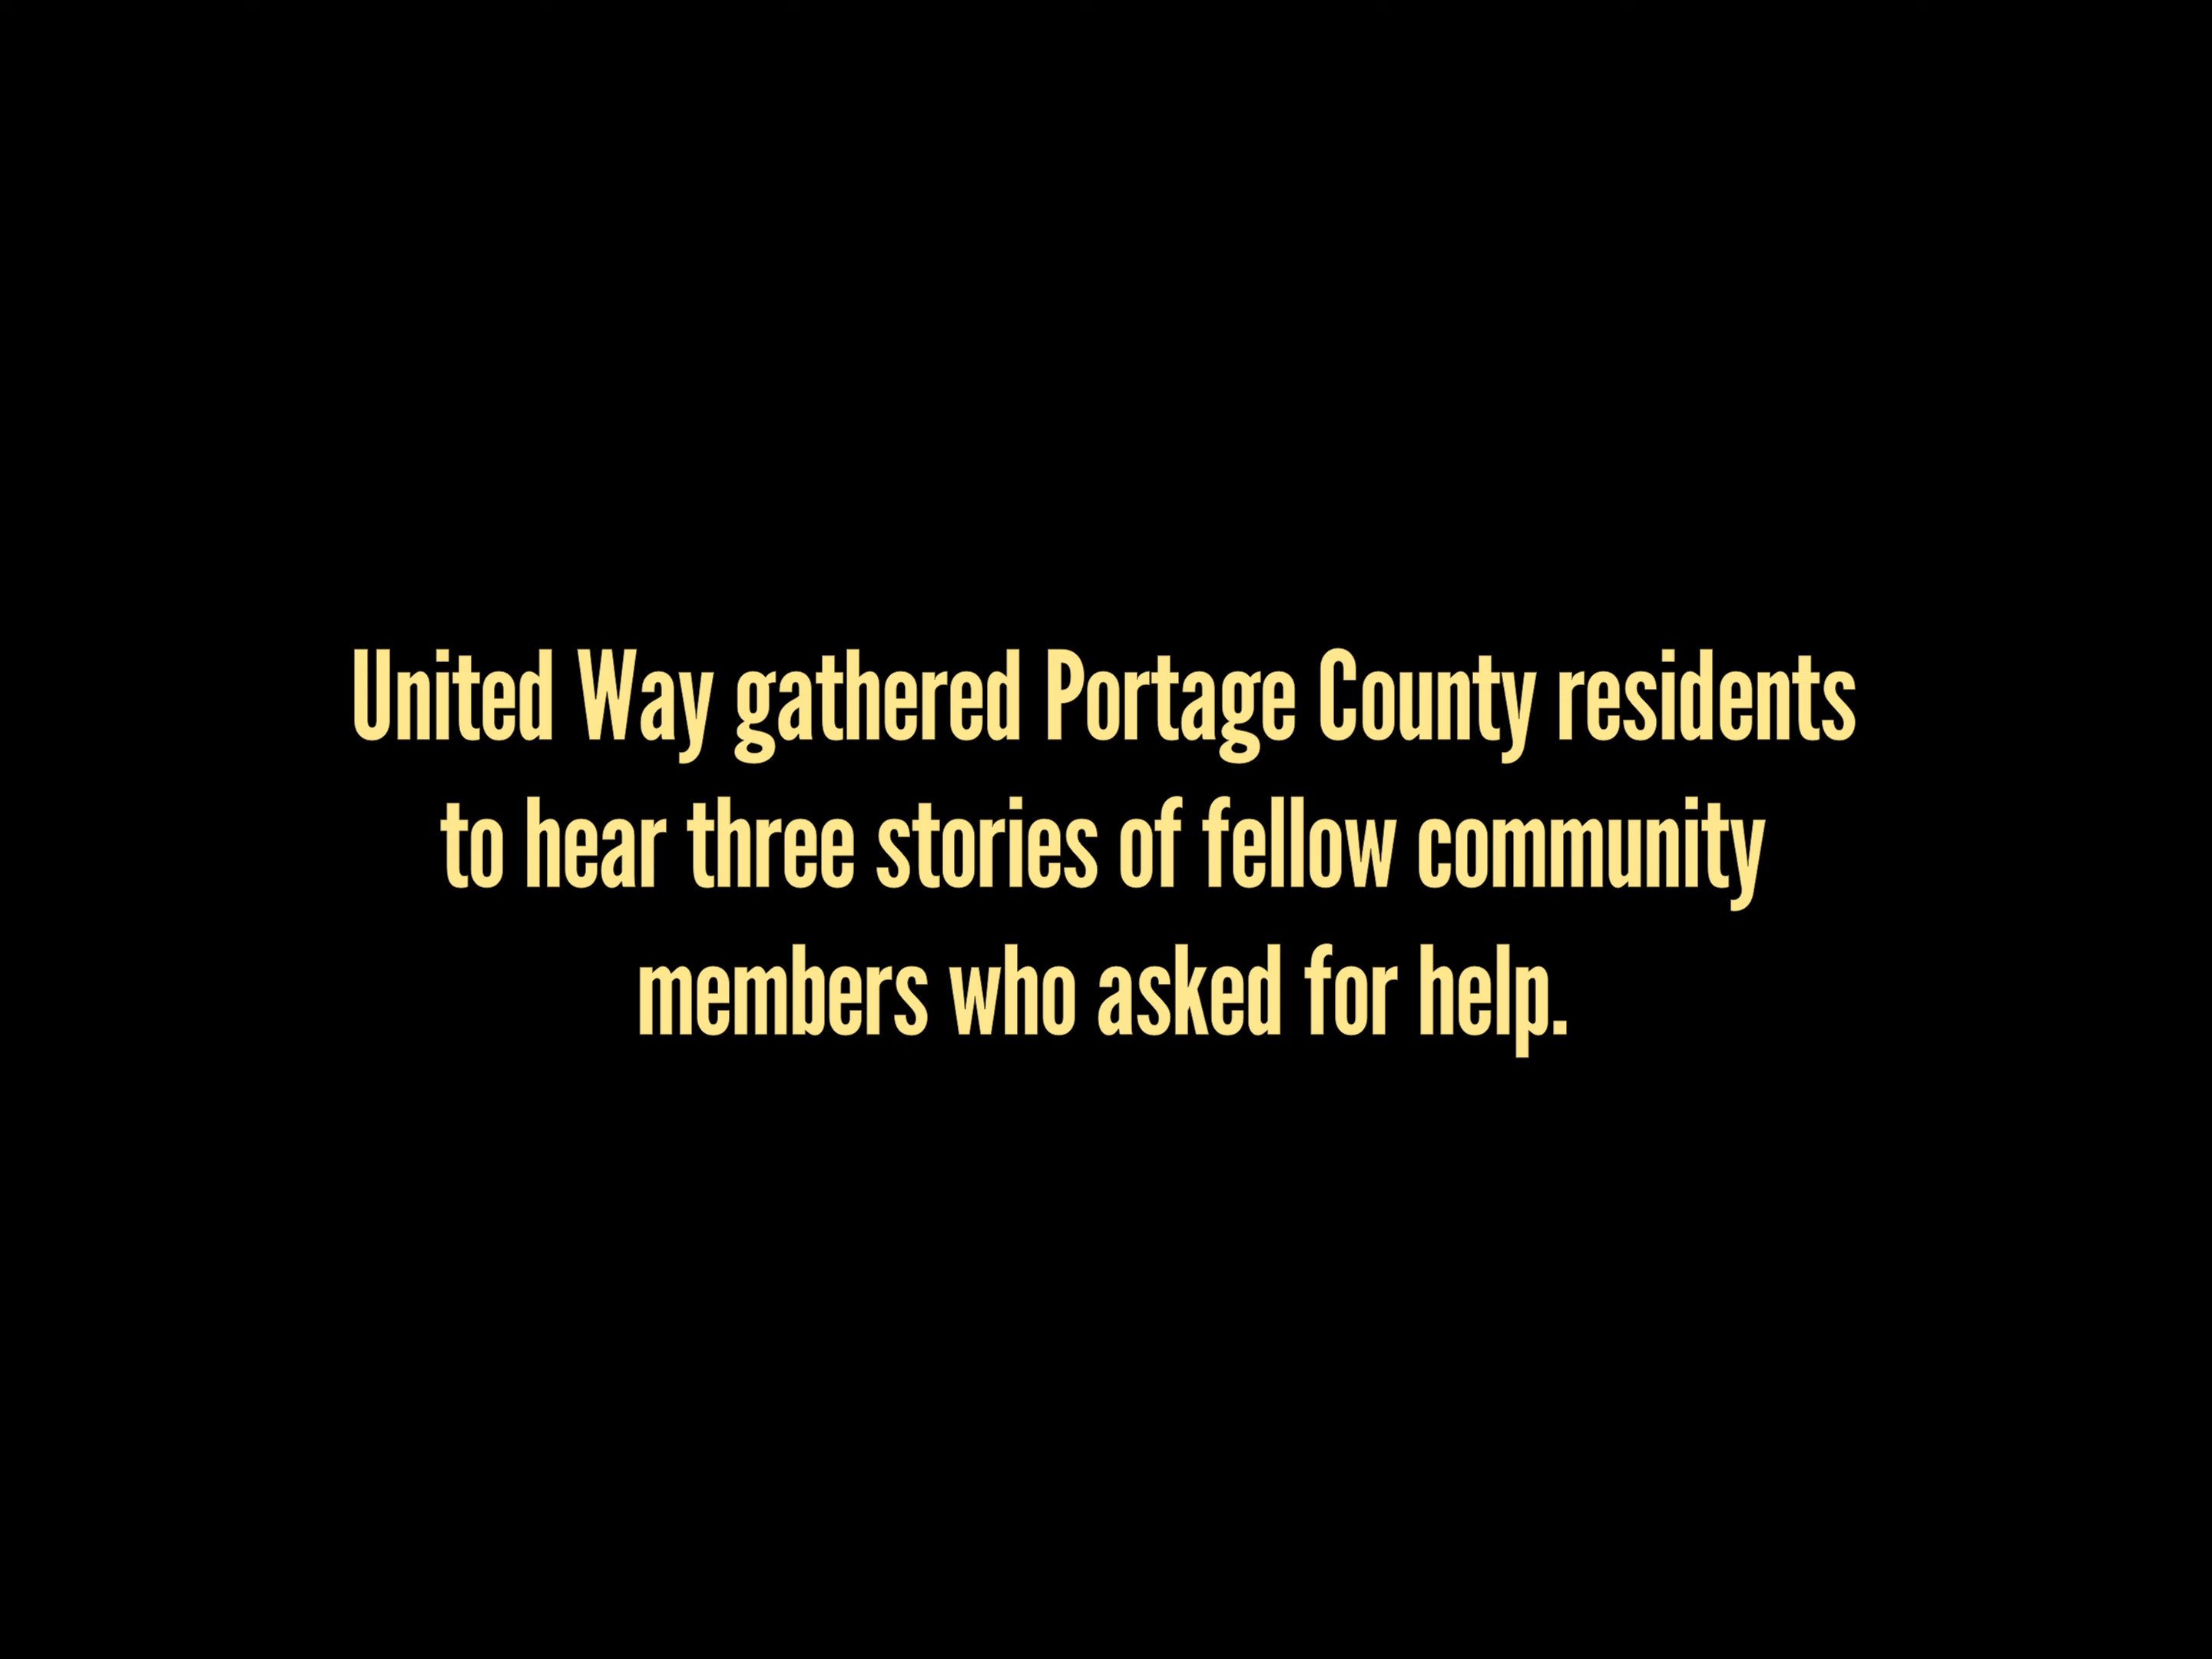 United Way gathered Portage County residents
to hear three stories of fellow community
members who asked for help.